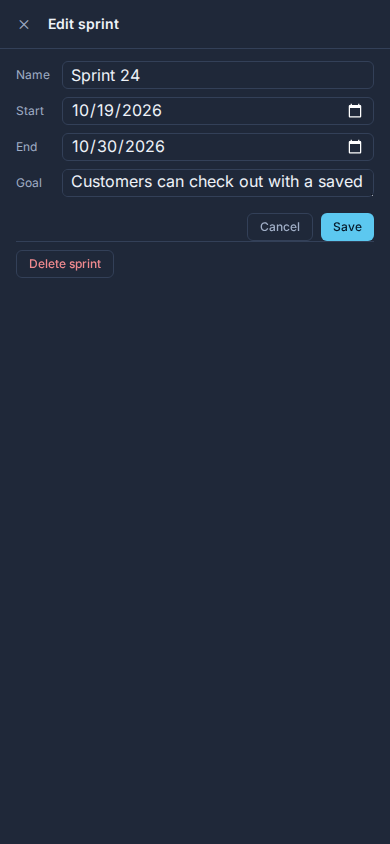 Edit sprint
Name
Sprint 24
Start
10/19/2026
End
10/30/2026
Goal
Customers can check out with a saved
Cancel
Save
Delete sprint